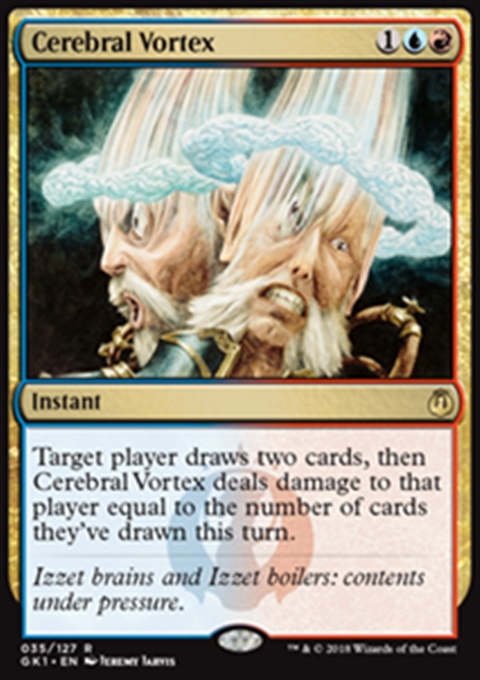 Cerebral Vortex 1
Instant
Target player draws two cards, then
Cerebral Vortex deals damage to that
player equal to the number of cards
they've drawn this turn.
Izzet brains and Izzet boilers: contents
under pressure.
035/127 R
GK1 • EN Jeremy Jarvis
™ & © 2018 Wizards of the Coast